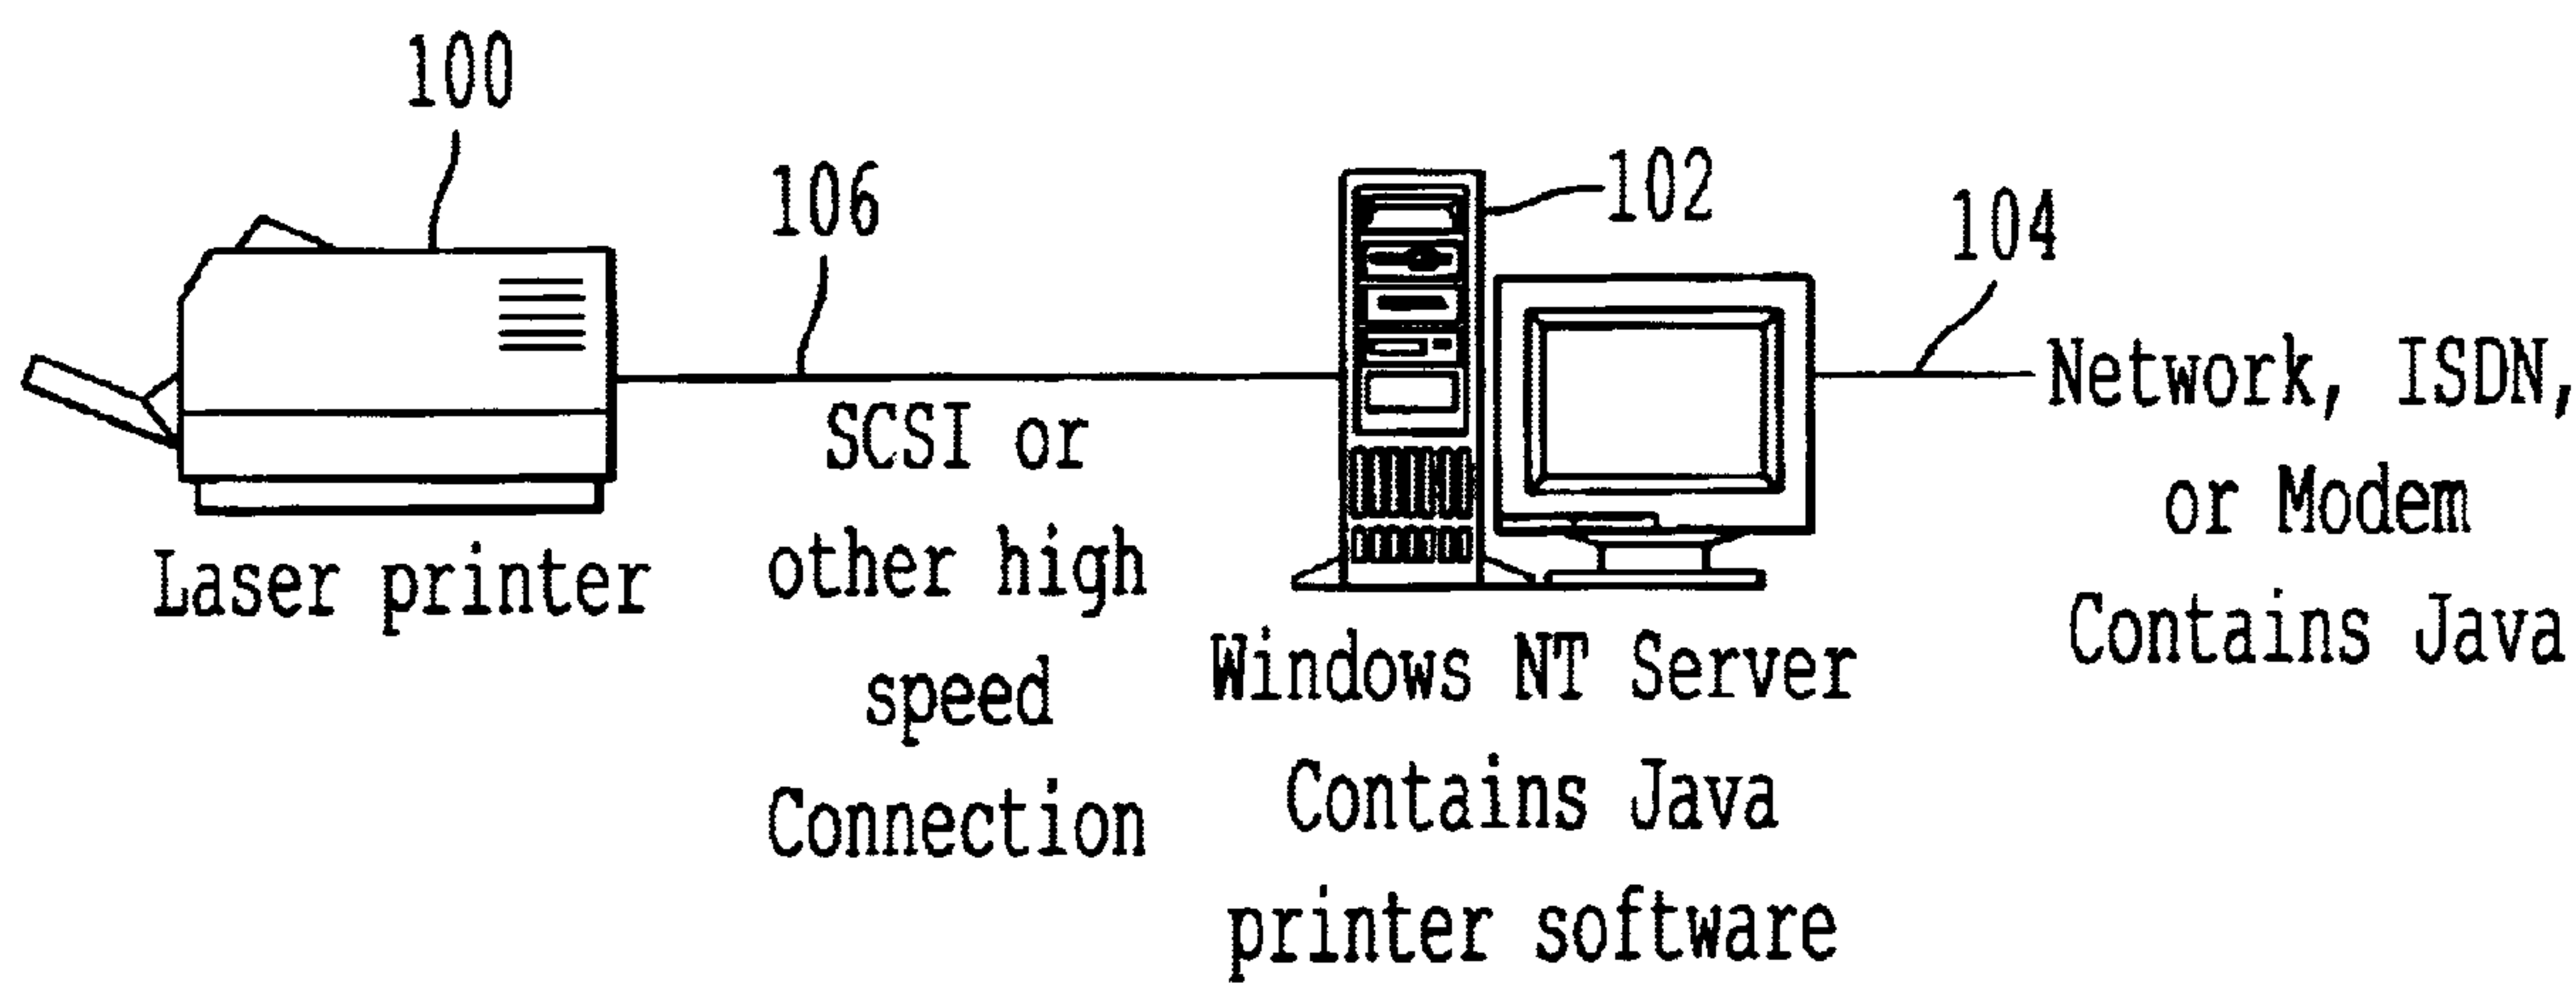 100
106
102
104
Laser printer
SCSI or
other high
speed
Connection
Windows NT Server
Contains Java
printer software
Network, ISDN,
or Modem
Contains Java